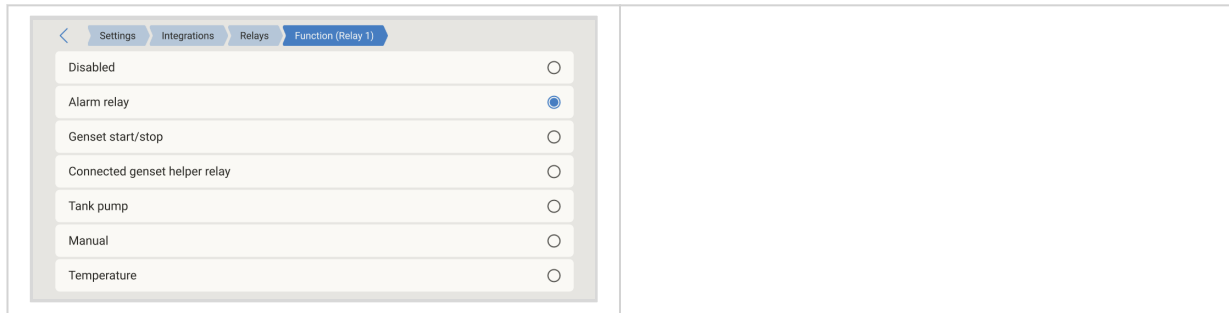 Settings Integrations Relays Function (Relay 1)
Disabled
Alarm relay
Genset start/stop
Connected genset helper relay
Tank pump
Manual
Temperature